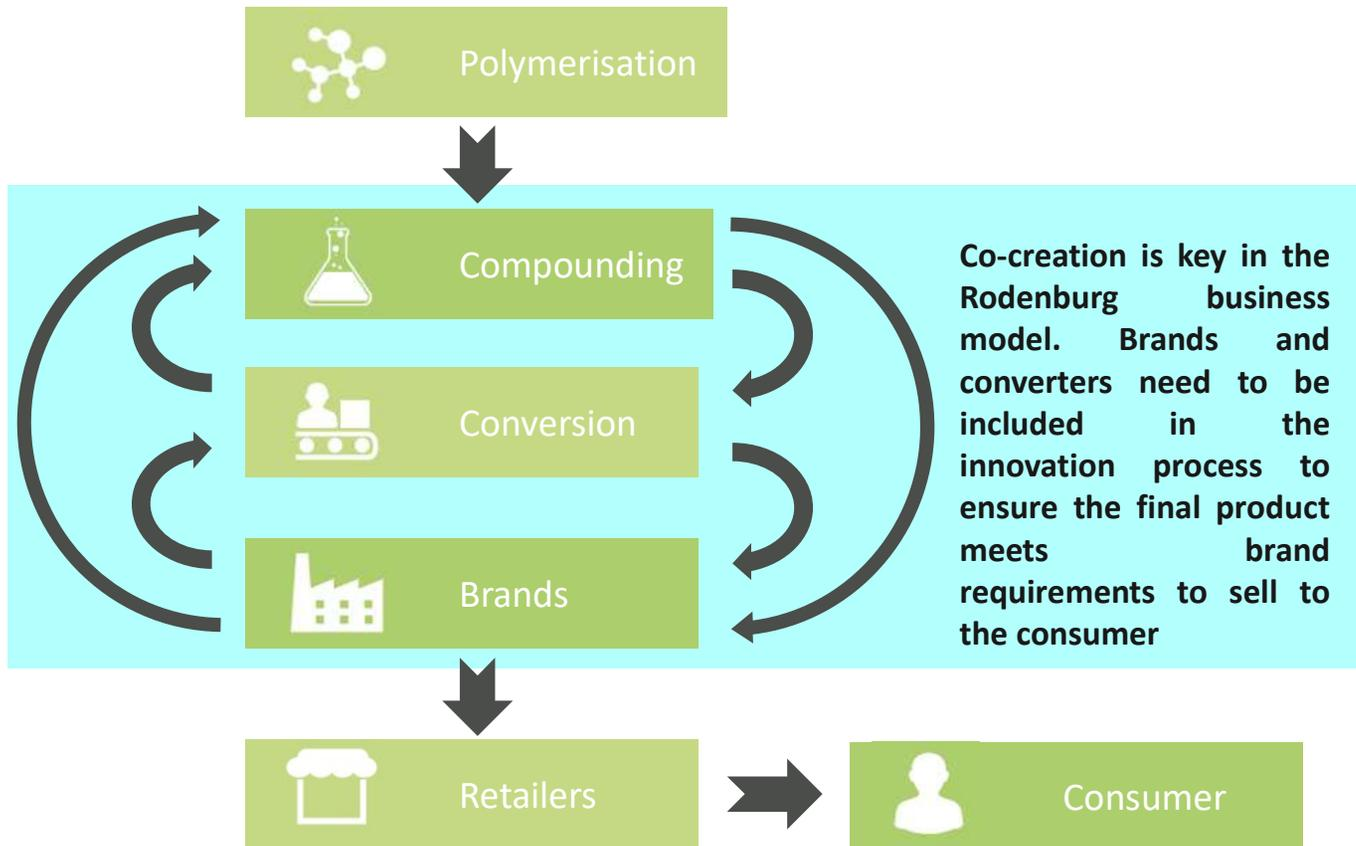 Polymerisation
Compounding
Conversion
Brands
Co-creation is key in the
Rodenburg business
model. Brands and
converters need to be
included in the
innovation process to
ensure the final product
meets brand
requirements to sell to
the consumer
Retailers
Consumer